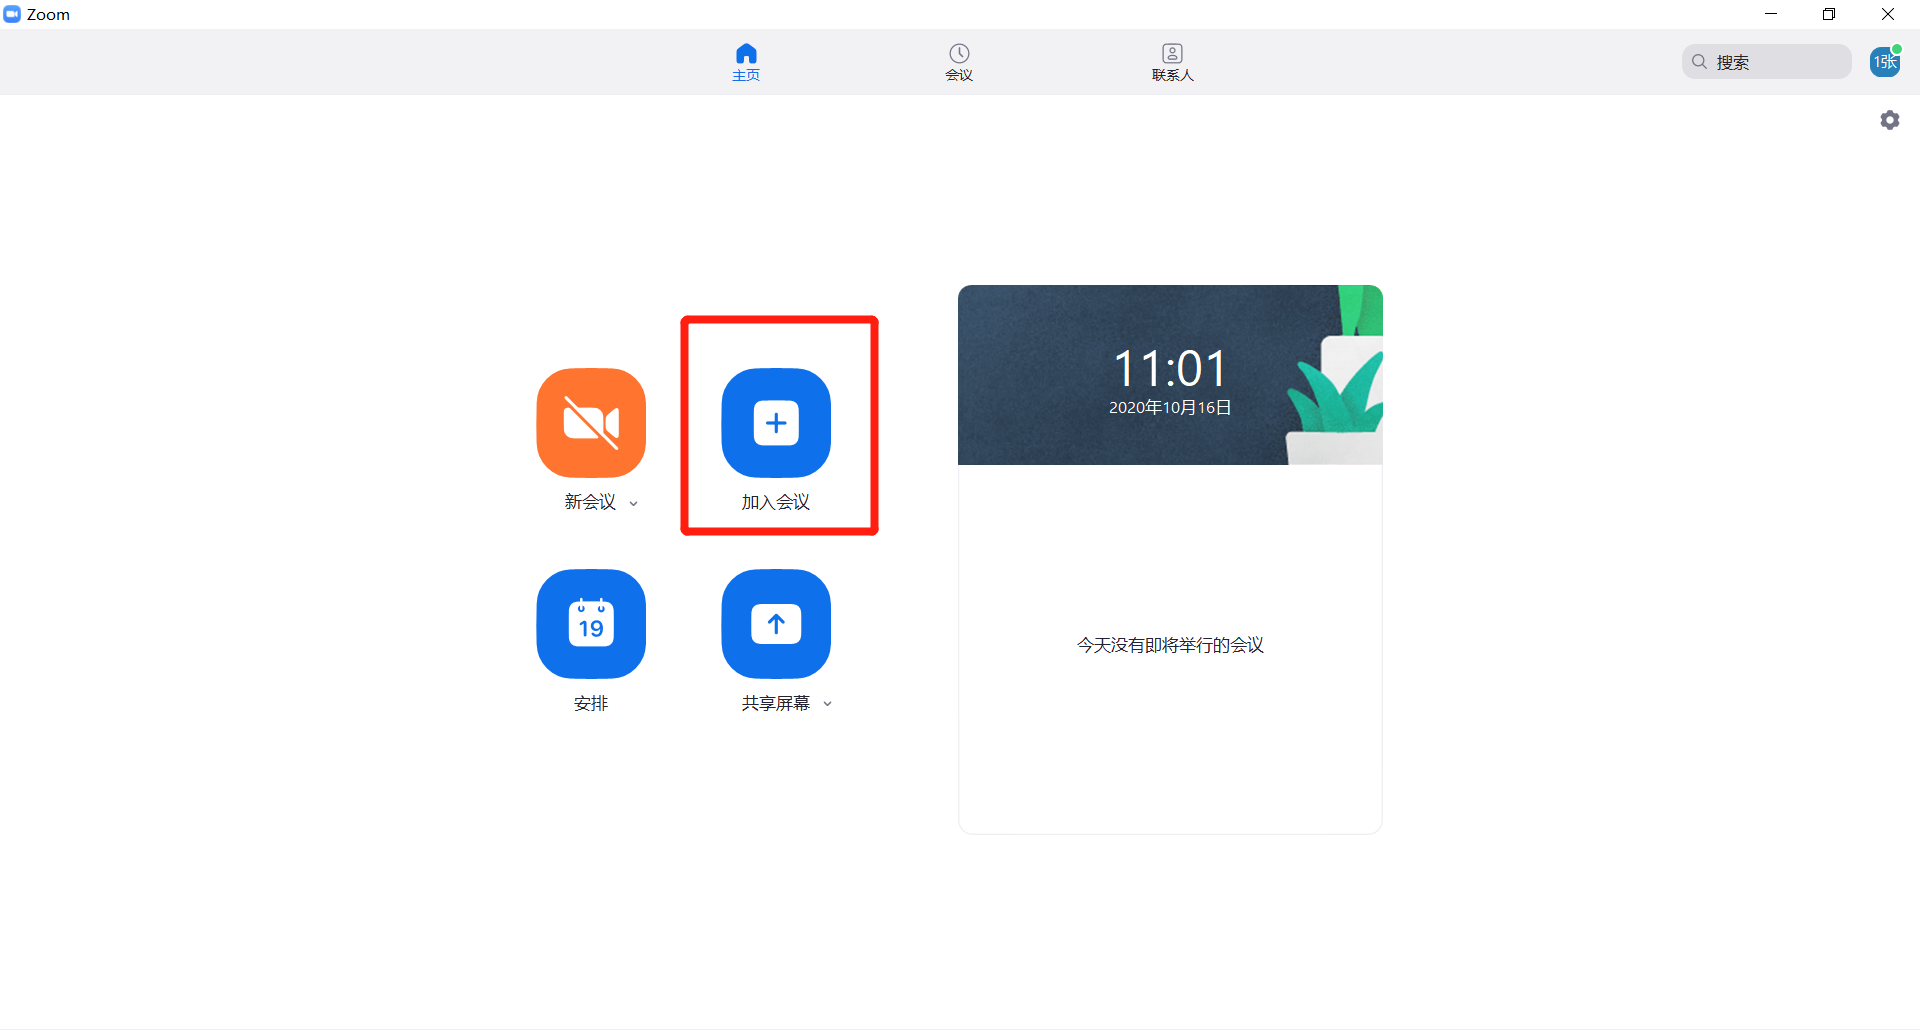 Zoom
主页
会议
联系人
搜索
1张
11:01
2020年10月16日
新会议
加入会议
19
安排
共享屏幕
今天没有即将举行的会议